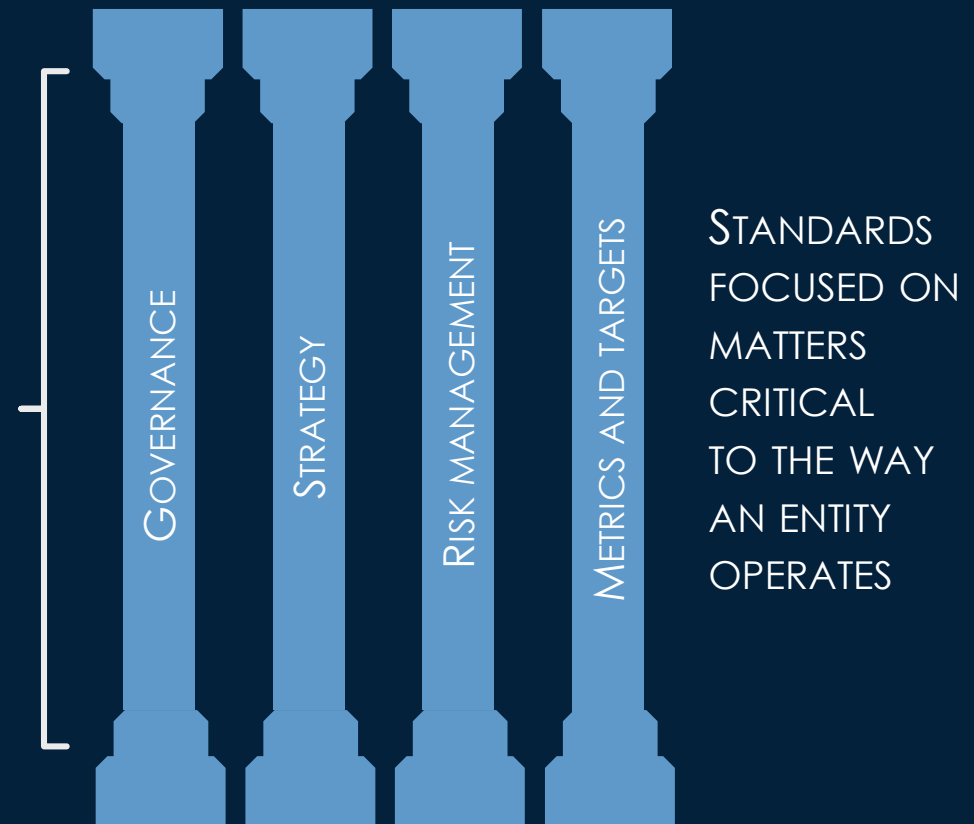 GOVERNANCE
STRATEGY
RISK MANAGEMENT
METRICS AND TARGETS
STANDARDS
FOCUSED ON
MATTERS
CRITICAL
TO THE WAY
AN ENTITY
OPERATES